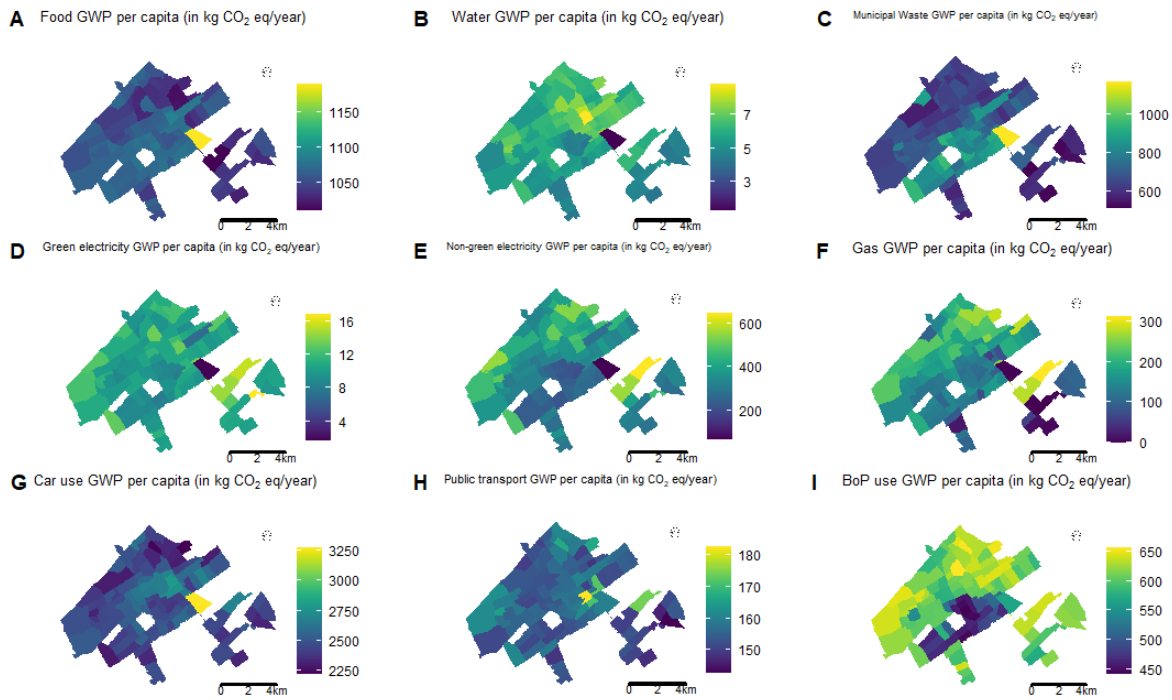 A Food GWP per capita (in kg CO₂ eq/year)
1150
1100
1050
0 2 4km
B Water GWP per capita (in kg CO₂ eq/year)
7
5
3
0 2 4km
C Municipal Waste GWP per capita (in kg CO₂ eq/year)
1000
800
600
0 2 4km
D Green electricity GWP per capita (in kg CO₂ eq/year)
16
12
8
4
0 2 4km
E Non-green electricity GWP per capita (in kg CO₂ eq/year)
600
400
200
0 2 4km
F Gas GWP per capita (in kg CO₂ eq/year)
300
200
100
0
0 2 4km
G Car use GWP per capita (in kg CO₂ eq/year)
3250
3000
2750
2500
2250
0 2 4km
H Public transport GWP per capita (in kg CO₂ eq/year)
180
170
160
150
0 2 4km
I BoP use GWP per capita (in kg CO₂ eq/year)
650
600
550
500
450
0 2 4km